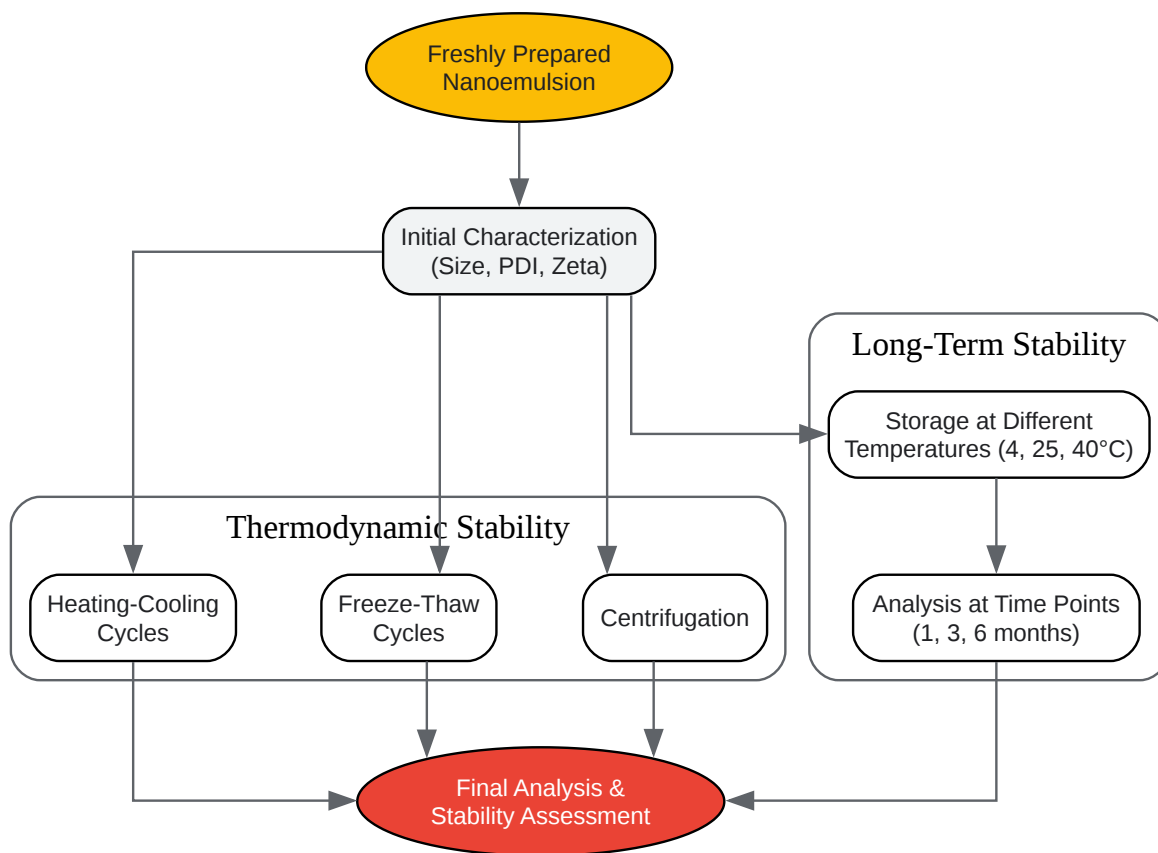 Freshly Prepared
Nanoemulsion
Initial Characterization
(Size, PDI, Zeta)
Long-Term Stability
Storage at Different
Temperatures (4, 25, 40°C)
Thermodynamic Stability
Heating-Cooling
Cycles
Freeze-Thaw
Cycles
Centrifugation
Analysis at Time Points
(1, 3, 6 months)
Final Analysis &
Stability Assessment